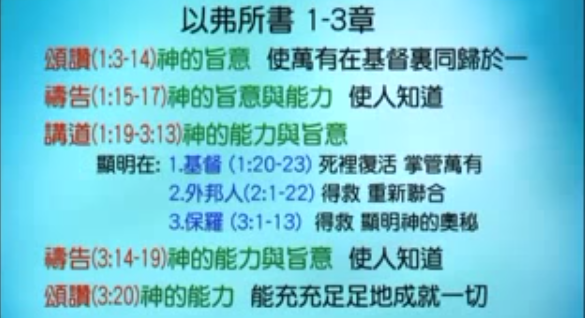 以弗所書 1-3章
頌讚(1:3-14)神的旨意 使萬有在基督裏同歸於一
禱告(1:15-17)神的旨意與能力 使人知道
講道(1:19-3:13)神的能力與旨意
顯明在: 1.基督 (1:20-23) 死裡復活 掌管萬有
2.外邦人(2:1-22) 得救 重新聯合
3.保羅 (3:1-13) 得救 顯明神的奧秘
禱告(3:14-19)神的能力與旨意 使人知道
頌讚(3:20)神的能力 能充充足足地成就一切